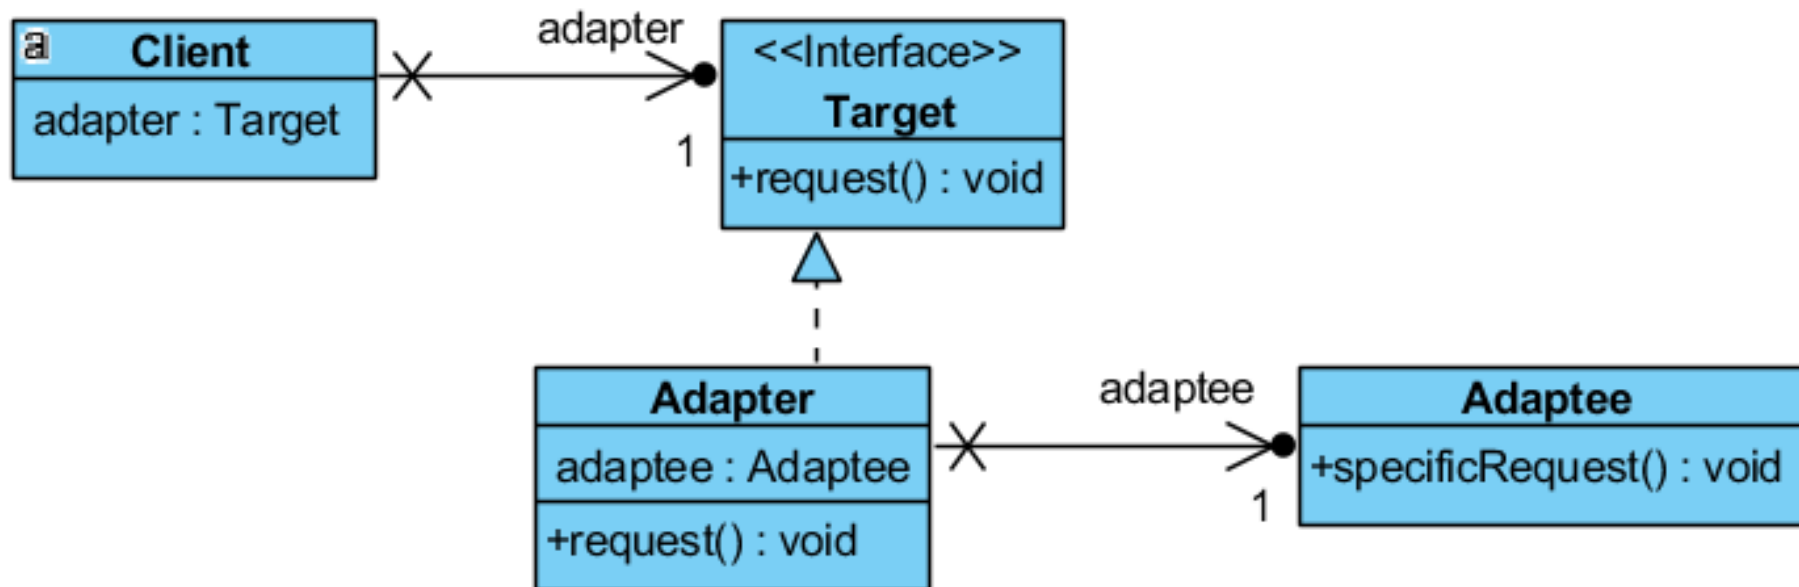 a
Client
adapter : Target
adapter
1
<<Interface>>
Target
+request() : void
Adapter
adaptee : Adaptee
+request() : void
adaptee
1
Adaptee
+specificRequest() : void